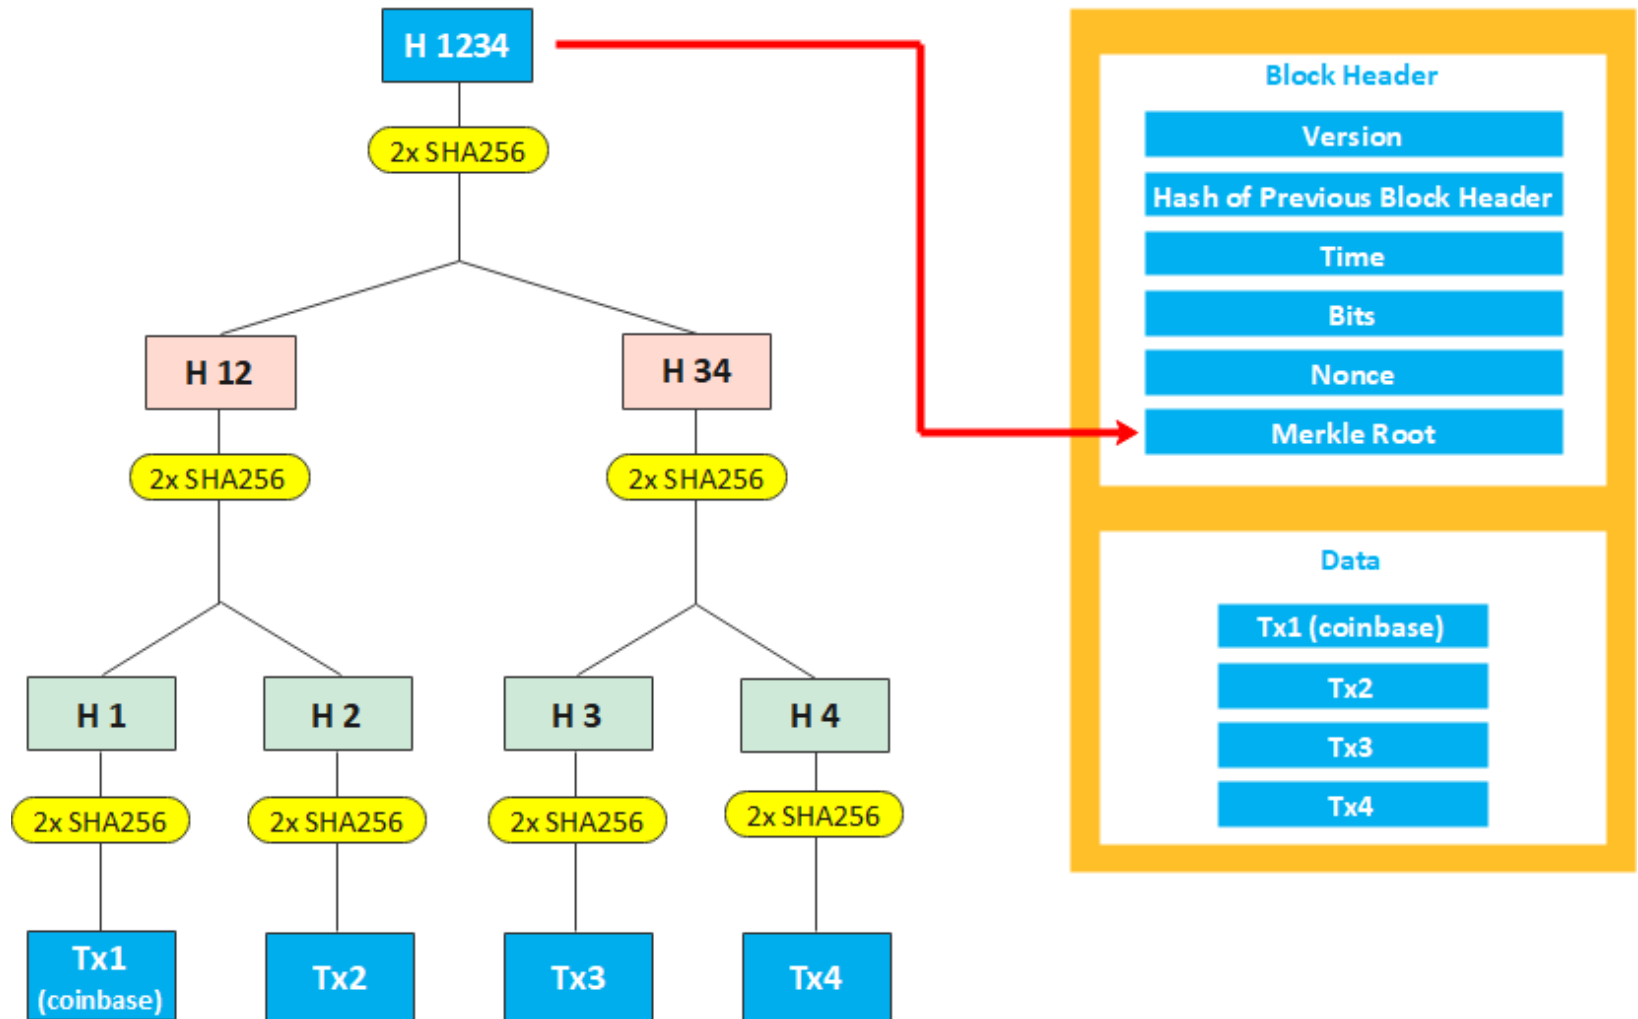 H 1234
2x SHA256
H 12
H 34
2x SHA256
2x SHA256
H 1
H 2
H 3
H 4
2x SHA256
2x SHA256
2x SHA256
2x SHA256
Tx1
(coinbase)
Tx2
Tx3
Tx4
Block Header
Version
Hash of Previous Block Header
Time
Bits
Nonce
Merkle Root
Data
Tx1 (coinbase)
Tx2
Tx3
Tx4